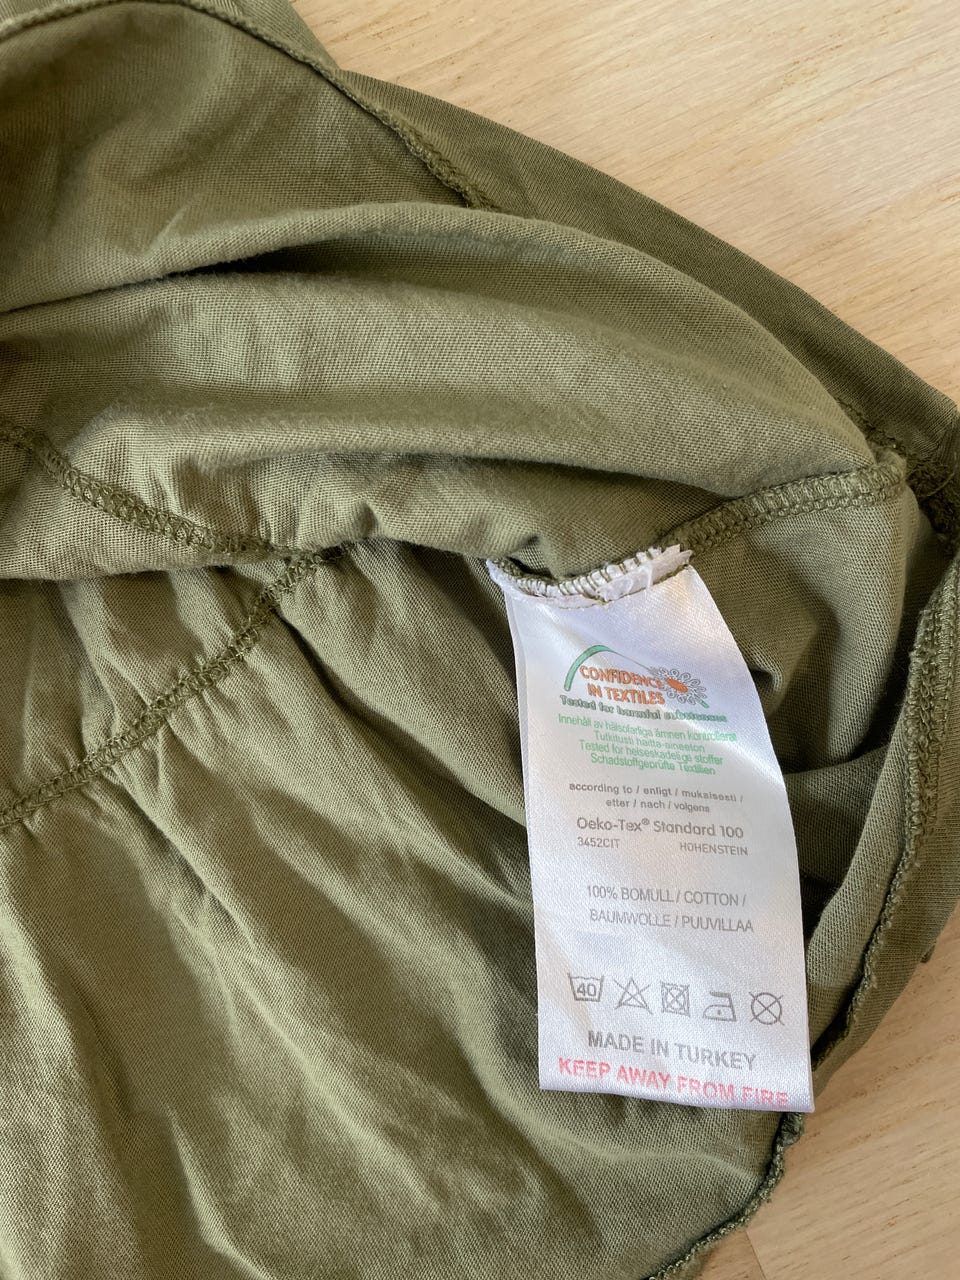 CONFIDENCE
IN TEXTILES
Tested for harmful substances
Innehåll av hälsofarliga ämnen kontrollerat
Tutkitusti haitta-aineeton
Tested for helseskadelige stoffer
Schadstoffgeprüfte Textilien
according to / enligt / mukaisesti /
etter / nach / volgens
Oeko-Tex® Standard 100
3452CIT HOHENSTEIN
100% BOMULL / COTTON /
BAUMWOLLE / PUUVILLAA
40
MADE IN TURKEY
KEEP AWAY FROM FIRE